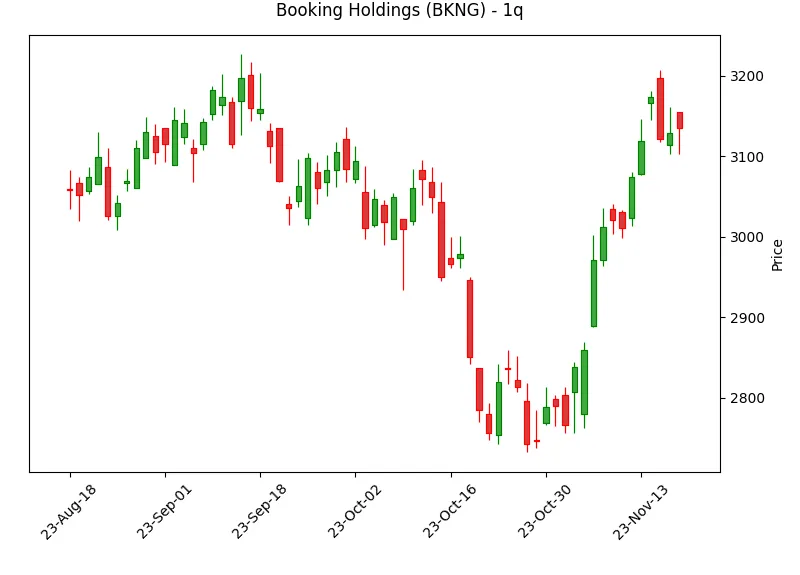 Booking Holdings (BKNG) - 1q
3200
3100
3000
2900
2800
Price
23-Aug-18
23-Sep-01
23-Sep-18
23-Oct-02
23-Oct-16
23-Oct-30
23-Nov-13